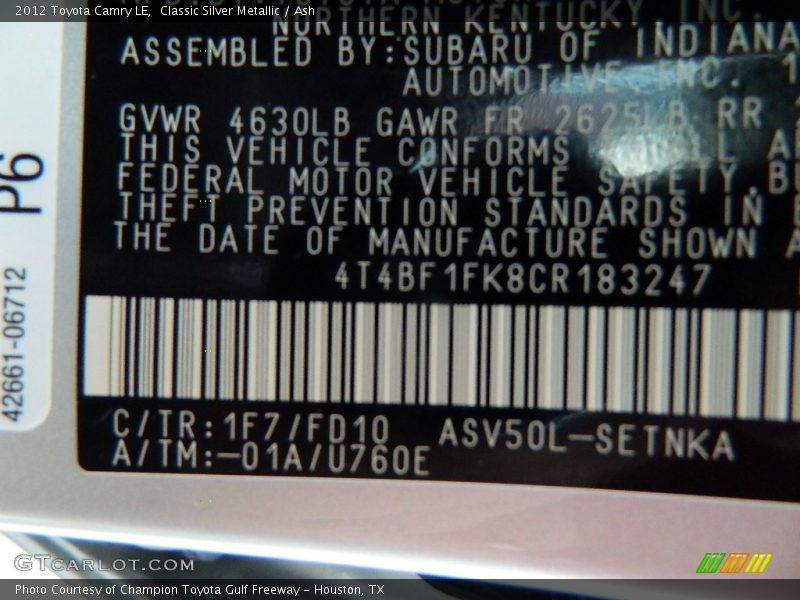 2012 Toyota Camry LE,  Classic Silver Metallic / Ash
NORTHERN KENTUCKY INC.
ASSEMBLED BY:SUBARU OF INDIANA
AUTOMOTIVE,INC.
GVWR 4630LB GAWR FR 2625LB RR
THIS VEHICLE CONFORMS TO ALL
FEDERAL MOTOR VEHICLE SAFETY,
THEFT PREVENTION STANDARDS IN
THE DATE OF MANUFACTURE SHOWN
4T4BF1FK8CR183247
C/TR:1F7/FD10 ASV50L-SETNKA
A/TM:-01A/U760E
P6
42661-06712
GTCARLOT.COM
Photo Courtesy of Champion Toyota Gulf Freeway - Houston, TX